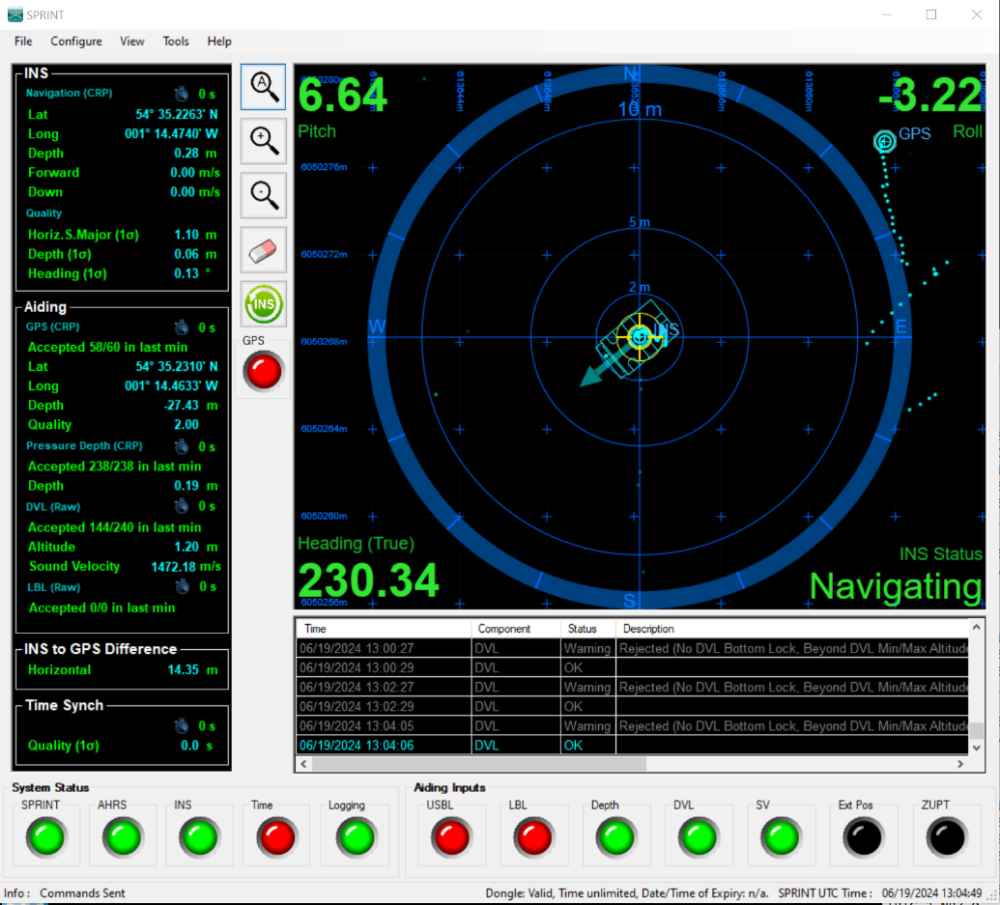 SPRINT
File Configure View Tools Help
INS
Navigation (CRP) 0 s
Lat 54° 35.2263' N
Long 001° 14.4740' W
Depth 0.28 m
Forward 0.00 m/s
Down 0.00 m/s
Quality
Horiz.S.Major (1σ) 1.10 m
Depth (1σ) 0.06 m
Heading (1σ) 0.13 °
Aiding
GPS (CRP) 0 s
Accepted 58/60 in last min
Lat 54° 35.2310' N
Long 001° 14.4633' W
Depth -27.43 m
Quality 2.00
Pressure Depth (CRP) 0 s
Accepted 238/238 in last min
Depth 0.19 m
DVL (Raw) 0 s
Accepted 144/240 in last min
Altitude 1.20 m
Sound Velocity 1472.18 m/s
LBL (Raw) 0 s
Accepted 0/0 in last min
INS to GPS Difference
Horizontal 14.35 m
Time Synch
0 s
Quality (1σ) 0.0 s
A
INS
GPS
6050280m
N
6.64
-3.22
10 m
Pitch
GPS
Roll
6050276m
5 m
6050272m
2 m
W
INS
E
6050268m
6050264m
6050260m
Heading (True)
INS Status
230.34
Navigating
S
6050256m
Time Component Status Description
06/19/2024 13:00:27 DVL Warning Rejected (No DVL Bottom Lock, Beyond DVL Min/Max Altitude
06/19/2024 13:00:29 DVL OK
06/19/2024 13:02:27 DVL Warning Rejected (No DVL Bottom Lock, Beyond DVL Min/Max Altitude
06/19/2024 13:02:29 DVL OK
06/19/2024 13:04:05 DVL Warning Rejected (No DVL Bottom Lock, Beyond DVL Min/Max Altitude
06/19/2024 13:04:06 DVL OK
System Status
SPRINT AHRS INS Time Logging
Aiding Inputs
USBL LBL Depth DVL SV Ext Pos ZUPT
Info : Commands Sent
Dongle: Valid, Time unlimited, Date/Time of Expiry: n/a. SPRINT UTC Time : 06/19/2024 13:04:49